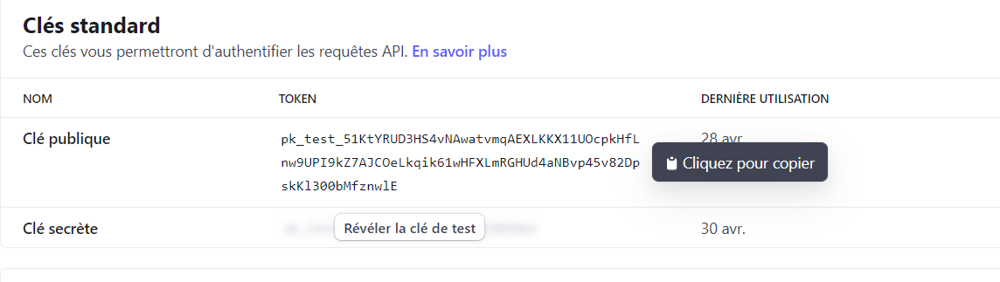 Clés standard
Ces clés vous permettront d'authentifier les requêtes API. En savoir plus
NOM TOKEN DERNIÈRE UTILISATION
Clé publique pk_test_51KtYRUD3HS4vNAwatvmqAEXLKKX11UOcpkHfL 28 avr.
nw9UPI9kZ7AJCOeLkqik61wHFXLmRGHUd4aNBvp45v82Dp Cliquez pour copier
skKl300bMfznwlE
Clé secrète Révéler la clé de test 30 avr.